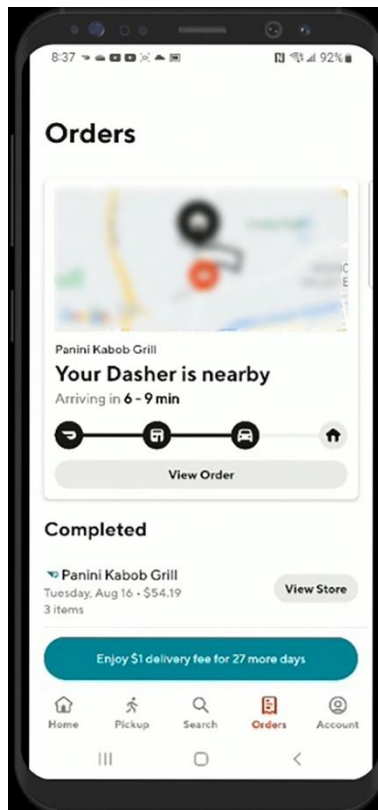 8:37
92%
Orders
Panini Kabob Grill
Your Dasher is nearby
Arriving in 6 - 9 min
View Order
Completed
Panini Kabob Grill
Tuesday, Aug 16 • $54.19
3 items
View Store
Enjoy $1 delivery fee for 27 more days
Home
Pickup
Search
Orders
Account